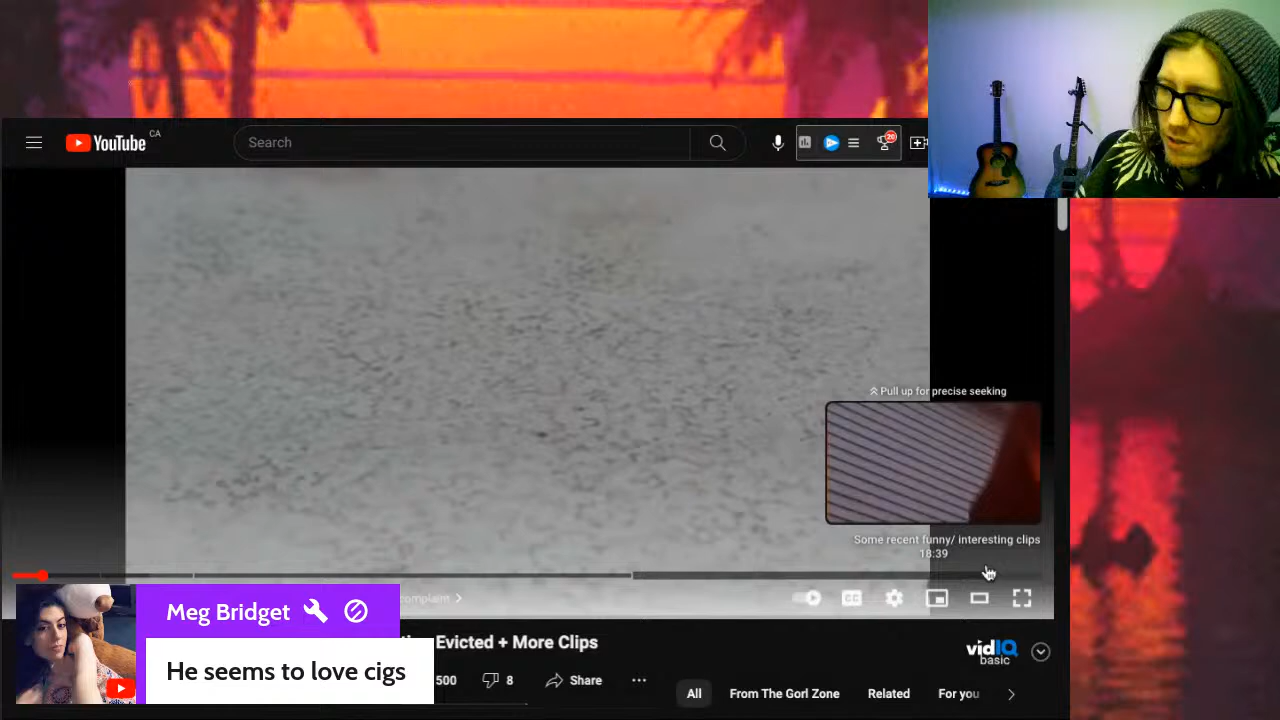 YouTube CA
Search
20
Pull up for precise seeking
Some recent funny/ interesting clips
18:39
complaint
CC
Evicted + More Clips
vidIQ
basic
500 8 Share
All From The Gorl Zone Related For you
Meg Bridget
He seems to love cigs